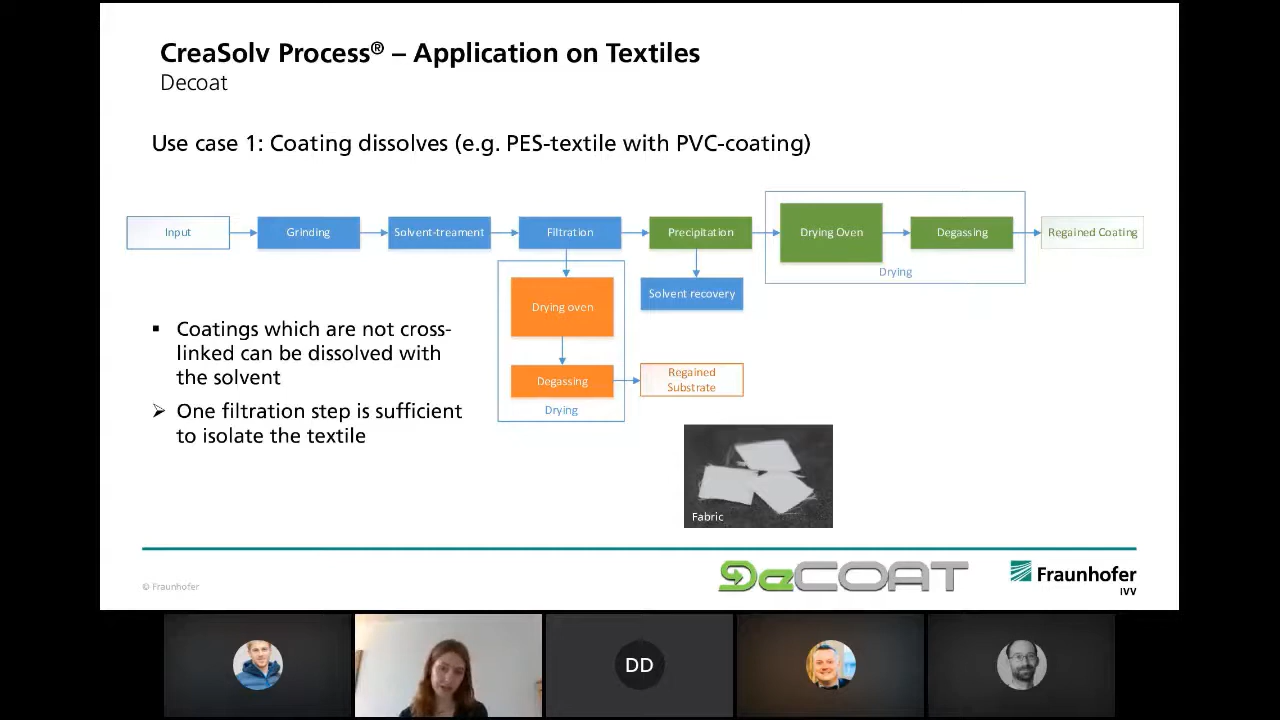 CreaSolv Process® – Application on Textiles
Decoat
Use case 1: Coating dissolves (e.g. PES-textile with PVC-coating)
Input
Grinding
Solvent-treament
Filtration
Precipitation
Drying Oven
Degassing
Regained Coating
Drying
Drying oven
Solvent recovery
Degassing
Regained
Substrate
Drying
▪ Coatings which are not cross-
linked can be dissolved with
the solvent
➢ One filtration step is sufficient
to isolate the textile
Fabric
© Fraunhofer
DeCOAT
Fraunhofer
IVV
DD